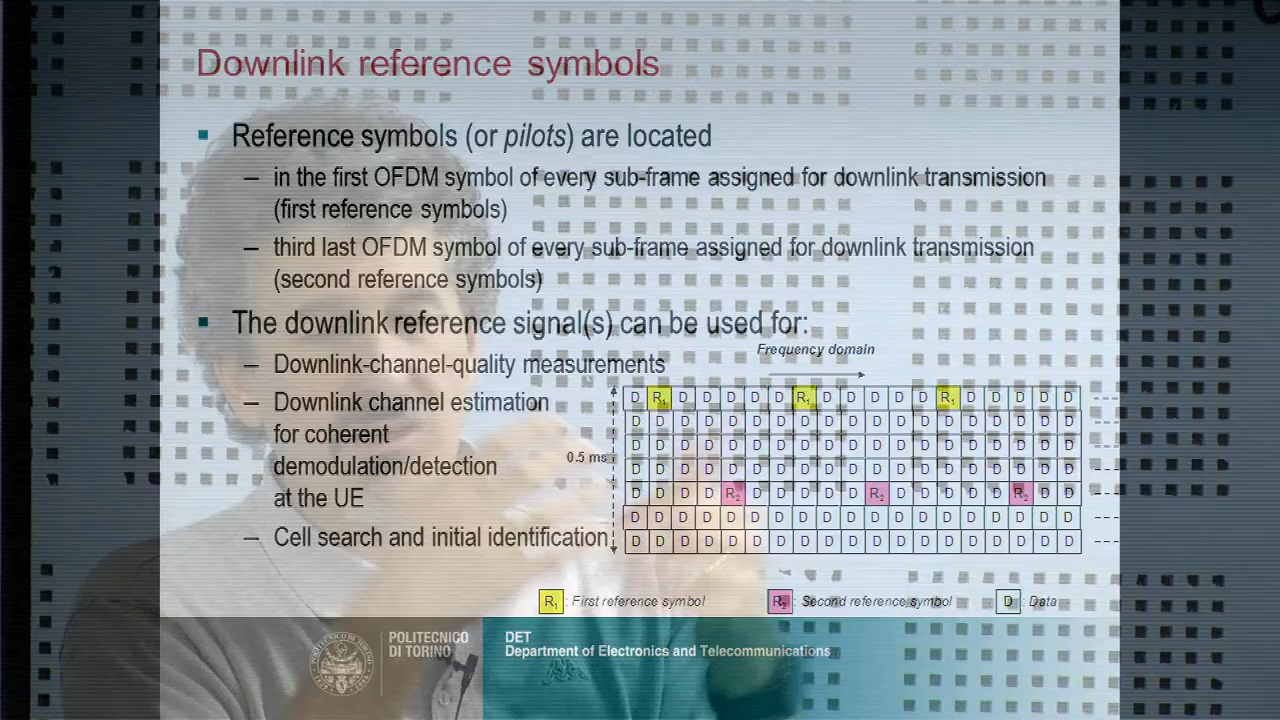 Downlink reference symbols
Reference symbols (or pilots) are located
– in the first OFDM symbol of every sub-frame assigned for downlink transmission
(first reference symbols)
– third last OFDM symbol of every sub-frame assigned for downlink transmission
(second reference symbols)
The downlink reference signal(s) can be used for:
– Downlink-channel-quality measurements
– Downlink channel estimation
for coherent
demodulation/detection
at the UE
– Cell search and initial identification
Frequency domain
0.5 ms
D R1 D D D D D R1 D D D D D R1 D D D D D
D D D D D D D D D D D D D D D D D D D
D D D D D D D D D D D D D D D D D D D
D D D D D D D D D D D D D D D D D D D
D D D D R2 D D D D D R2 D D D D D R2 D D
D D D D D D D D D D D D D D D D D D D
D D D D D D D D D D D D D D D D D D D
R1 : First reference symbol R2 : Second reference symbol D : Data
POLITECNICO
DI TORINO
DET
Department of Electronics and Telecommunications